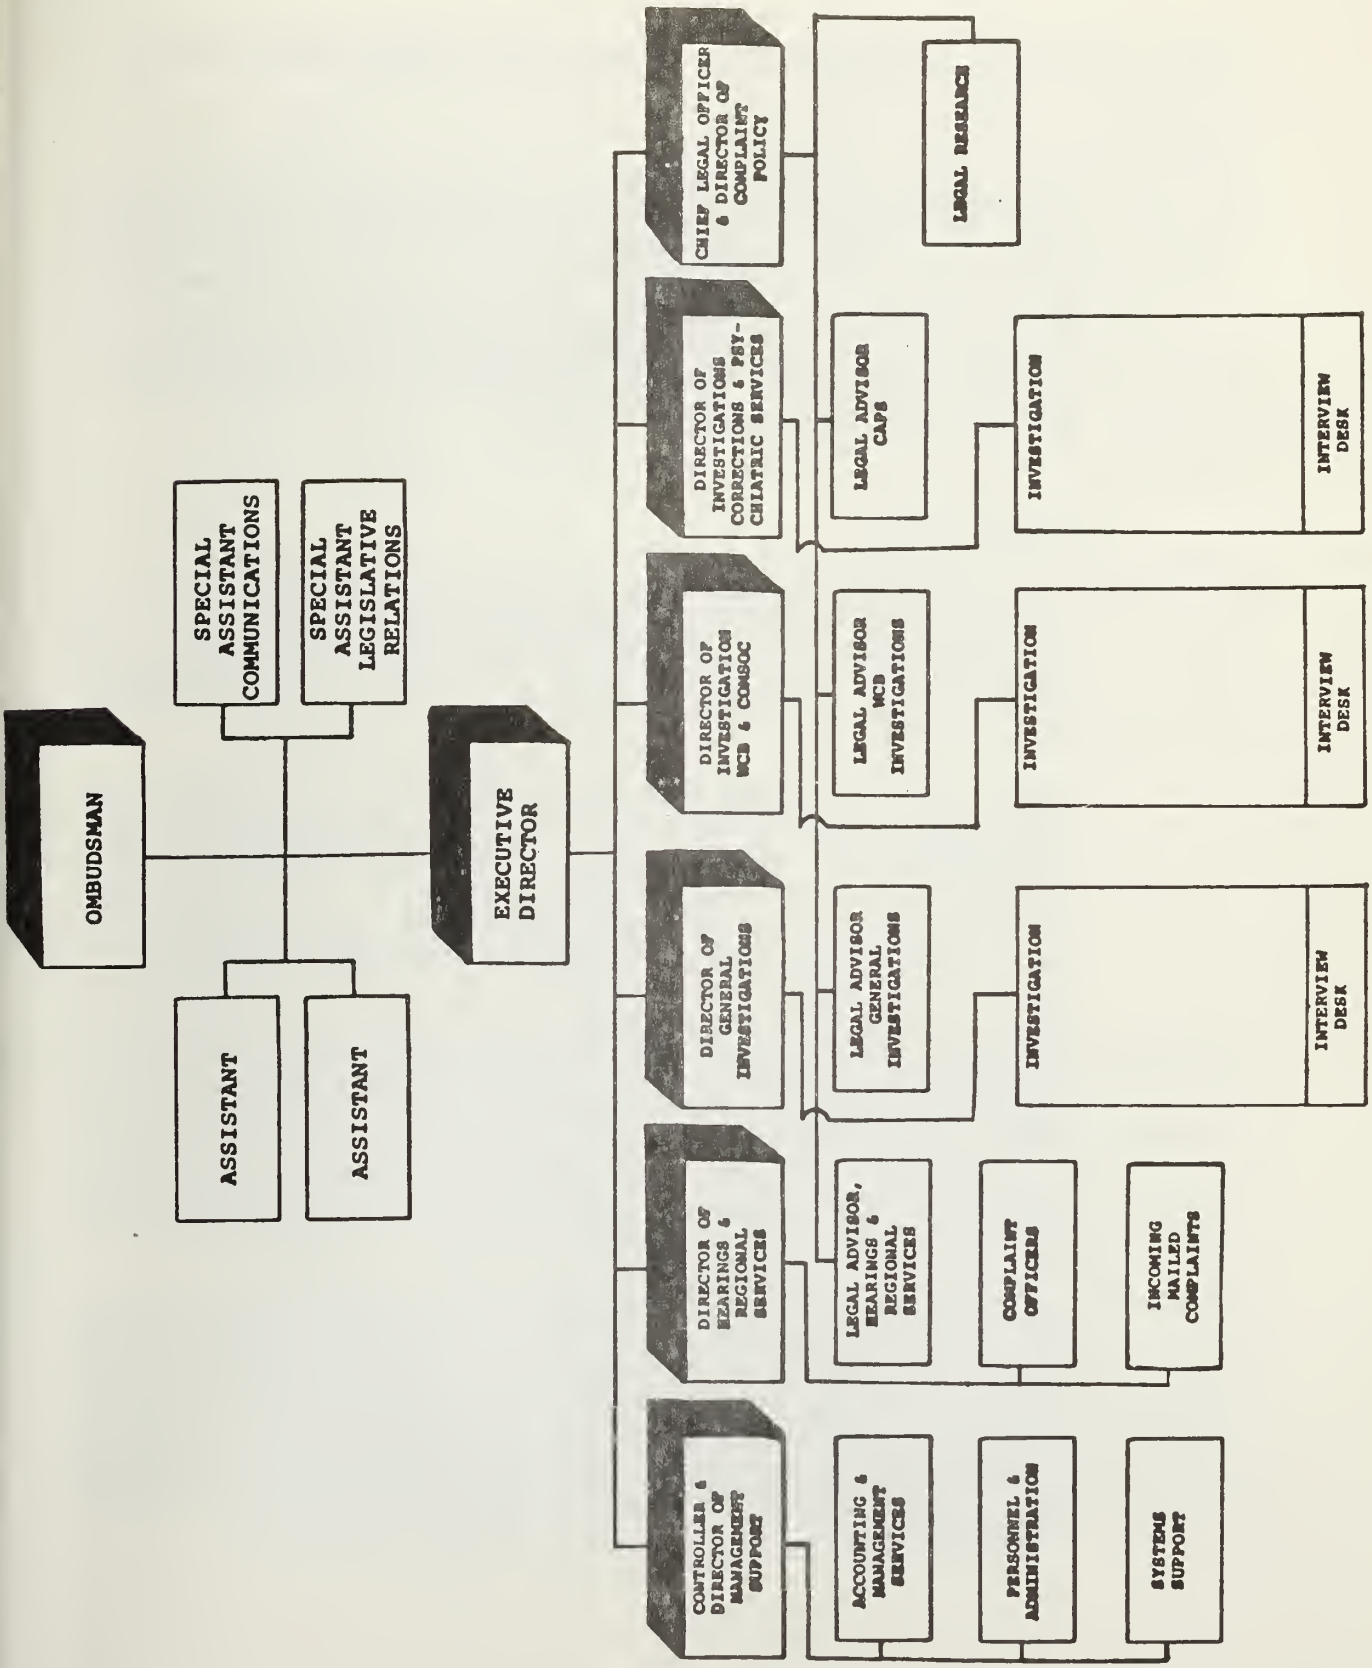 OMBUDSMAN
ASSISTANT
ASSISTANT
SPECIAL
ASSISTANT
COMMUNICATIONS
SPECIAL
ASSISTANT
LEGISLATIVE
RELATIONS
EXECUTIVE
DIRECTOR
CONTROLLER &
DIRECTOR OF
MANAGEMENT
SUPPORT
DIRECTOR OF
HEARINGS &
REGIONAL
SERVICES
DIRECTOR OF
GENERAL
INVESTIGATIONS
DIRECTOR OF
INVESTIGATION
WCB & COMSOC
DIRECTOR OF
INVESTIGATIONS
CORRECTIONS & PSY-
CHIATRIC SERVICES
CHIEF LEGAL OFFICER
& DIRECTOR OF
COMPLAINT
POLICY
ACCOUNTING &
MANAGEMENT
SERVICES
LEGAL ADVISOR,
HEARINGS &
REGIONAL
SERVICES
LEGAL ADVISOR
GENERAL
INVESTIGATIONS
LEGAL ADVISOR
WCB
INVESTIGATIONS
LEGAL ADVISOR
CAPS
LEGAL RESEARCH
PERSONNEL &
ADMINISTRATION
COMPLAINT
OFFICERS
INVESTIGATION
INVESTIGATION
INVESTIGATION
SYSTEMS
SUPPORT
INCOMING
MAILED
COMPLAINTS
INTERVIEW
DESK
INTERVIEW
DESK
INTERVIEW
DESK